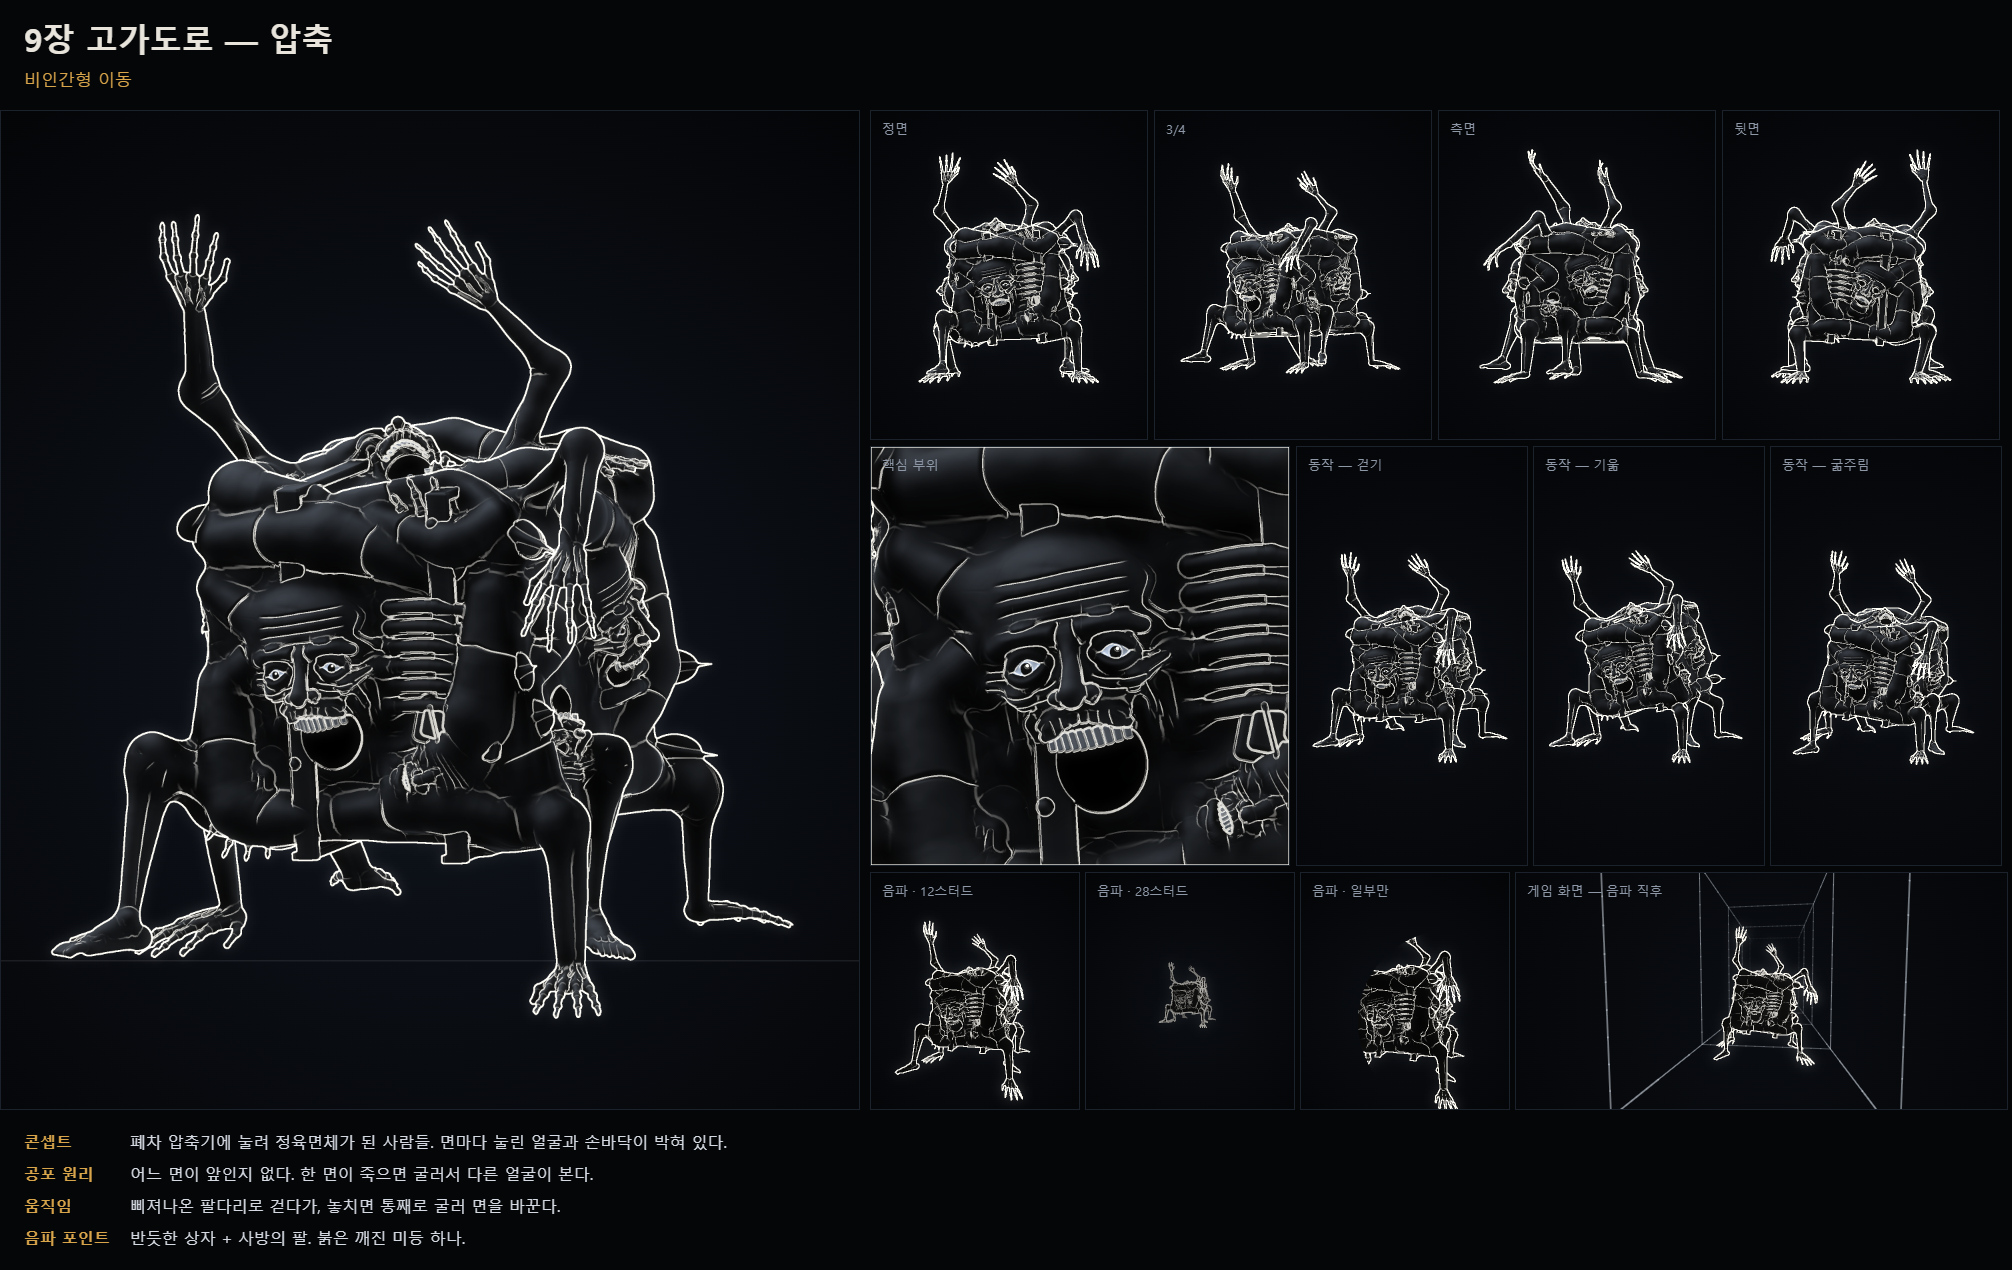 9장 고가도로 — 압축
비인간형 이동
정면
3/4
측면
뒷면
핵심 부위
동작 — 걷기
동작 — 기욺
동작 — 굶주림
음파 · 12스터드
음파 · 28스터드
음파 · 일부만
게임 화면 — 음파 직후
콘셉트 폐차 압축기에 눌려 정육면체가 된 사람들. 면마다 눌린 얼굴과 손바닥이 박혀 있다.
공포 원리 어느 면이 앞인지 없다. 한 면이 죽으면 굴러서 다른 얼굴이 본다.
움직임 삐져나온 팔다리로 걷다가, 놓치면 통째로 굴러 면을 바꾼다.
음파 포인트 반듯한 상자 + 사방의 팔. 붉은 깨진 미등 하나.